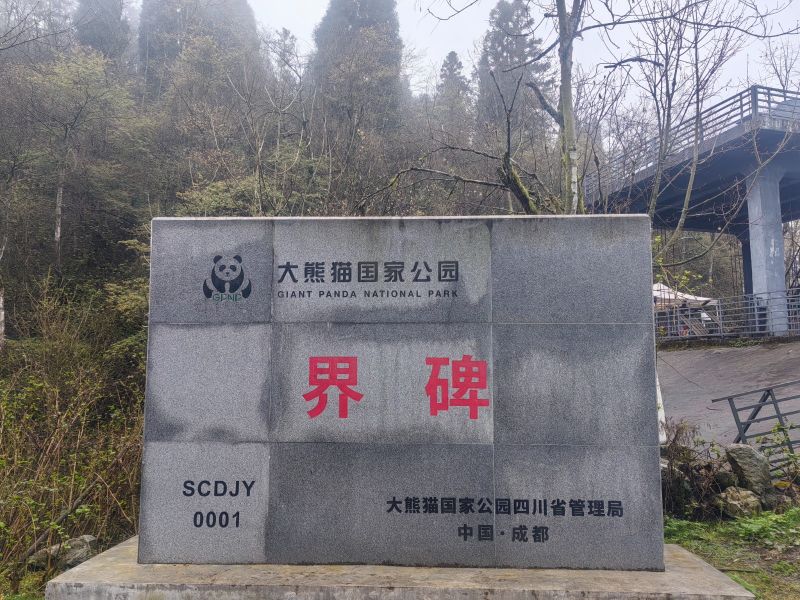 大熊猫国家公园
GIANT PANDA NATIONAL PARK
GPNP
界 碑
SCDJY
0001
大熊猫国家公园四川省管理局
中国·成都